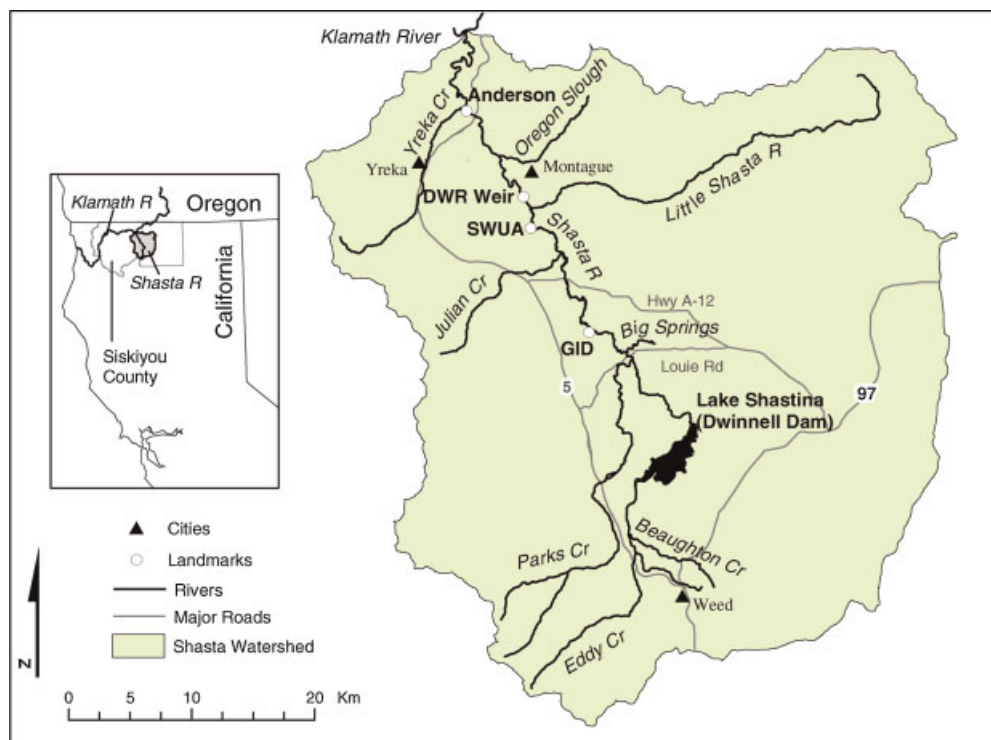 Klamath River
Anderson
Yreka Cr
Oregon Slough
Yreka
Montague
DWR Weir
Little Shasta R
SWUA
Shasta R
Julian Cr
Hwy A-12
Big Springs
GID
Louie Rd
5
97
Lake Shastina
(Dwinnell Dam)
Parks Cr
Beaughton Cr
Weed
Eddy Cr
Klamath R
Oregon
Shasta R
California
Siskiyou
County
Cities
Landmarks
Rivers
Major Roads
Shasta Watershed
N
0 5 10 20 Km